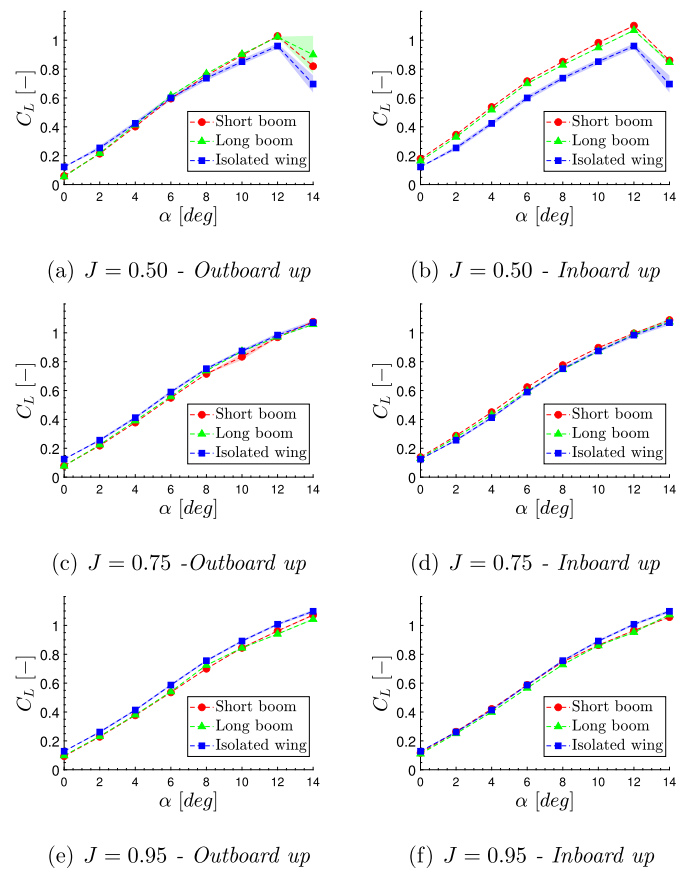 1
0.8
0.6
0.4
0.2
0
C_L [−]
Short boom
Long boom
Isolated wing
0 2 4 6 8 10 12 14
α [deg]
(a) J = 0.50 - Outboard up
1
0.8
0.6
0.4
0.2
0
C_L [−]
Short boom
Long boom
Isolated wing
0 2 4 6 8 10 12 14
α [deg]
(b) J = 0.50 - Inboard up
1
0.8
0.6
0.4
0.2
0
C_L [−]
Short boom
Long boom
Isolated wing
0 2 4 6 8 10 12 14
α [deg]
(c) J = 0.75 -Outboard up
1
0.8
0.6
0.4
0.2
0
C_L [−]
Short boom
Long boom
Isolated wing
0 2 4 6 8 10 12 14
α [deg]
(d) J = 0.75 - Inboard up
1
0.8
0.6
0.4
0.2
0
C_L [−]
Short boom
Long boom
Isolated wing
0 2 4 6 8 10 12 14
α [deg]
(e) J = 0.95 - Outboard up
1
0.8
0.6
0.4
0.2
0
C_L [−]
Short boom
Long boom
Isolated wing
0 2 4 6 8 10 12 14
α [deg]
(f) J = 0.95 - Inboard up